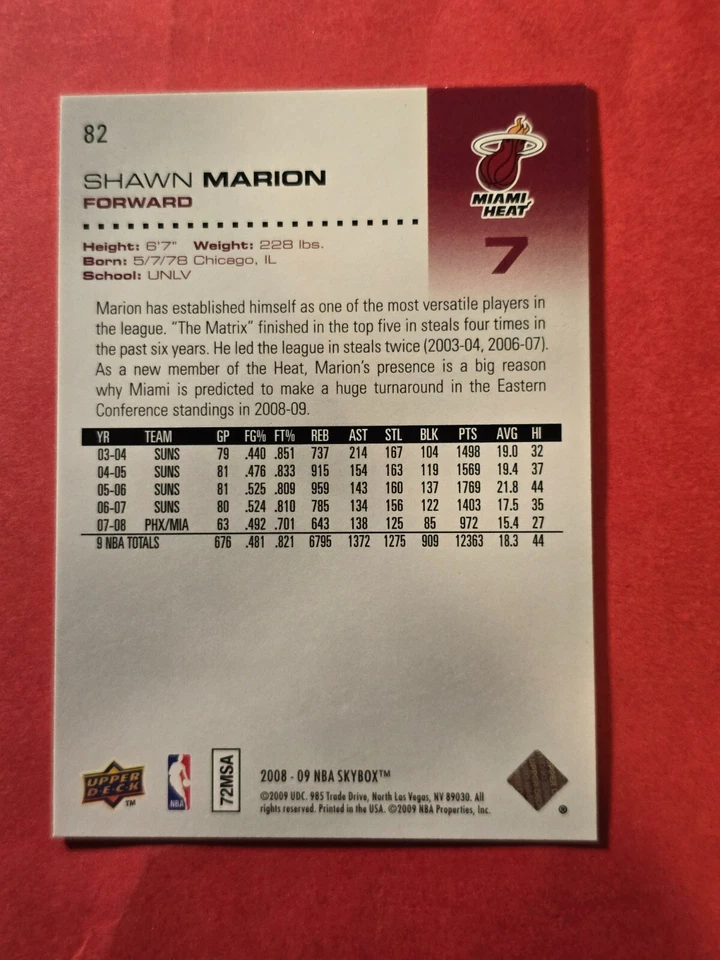 82
SHAWN MARION
FORWARD
MIAMI
HEAT
7
Height: 6'7" Weight: 228 lbs.
Born: 5/7/78 Chicago, IL
School: UNLV
Marion has established himself as one of the most versatile players in
the league. "The Matrix" finished in the top five in steals four times in
the past six years. He led the league in steals twice (2003-04, 2006-07).
As a new member of the Heat, Marion's presence is a big reason
why Miami is predicted to make a huge turnaround in the Eastern
Conference standings in 2008-09.
YR TEAM GP FG% FT% REB AST STL BLK PTS AVG HI
03-04 SUNS 79 .440 .851 737 214 167 104 1498 19.0 32
04-05 SUNS 81 .476 .833 915 154 163 119 1569 19.4 37
05-06 SUNS 81 .525 .809 959 143 160 137 1769 21.8 44
06-07 SUNS 80 .524 .810 785 134 156 122 1403 17.5 35
07-08 PHX/MIA 63 .492 .701 643 138 125 85 972 15.4 27
9 NBA TOTALS 676 .481 .821 6795 1372 1275 909 12363 18.3 44
UPPER
DECK
TM
NBA
72MSA
2008 - 09 NBA SKYBOX™
©2009 UDC. 985 Trade Drive, North Las Vegas, NV 89030. All
rights reserved. Printed in the USA. ©2009 NBA Properties, Inc.
®